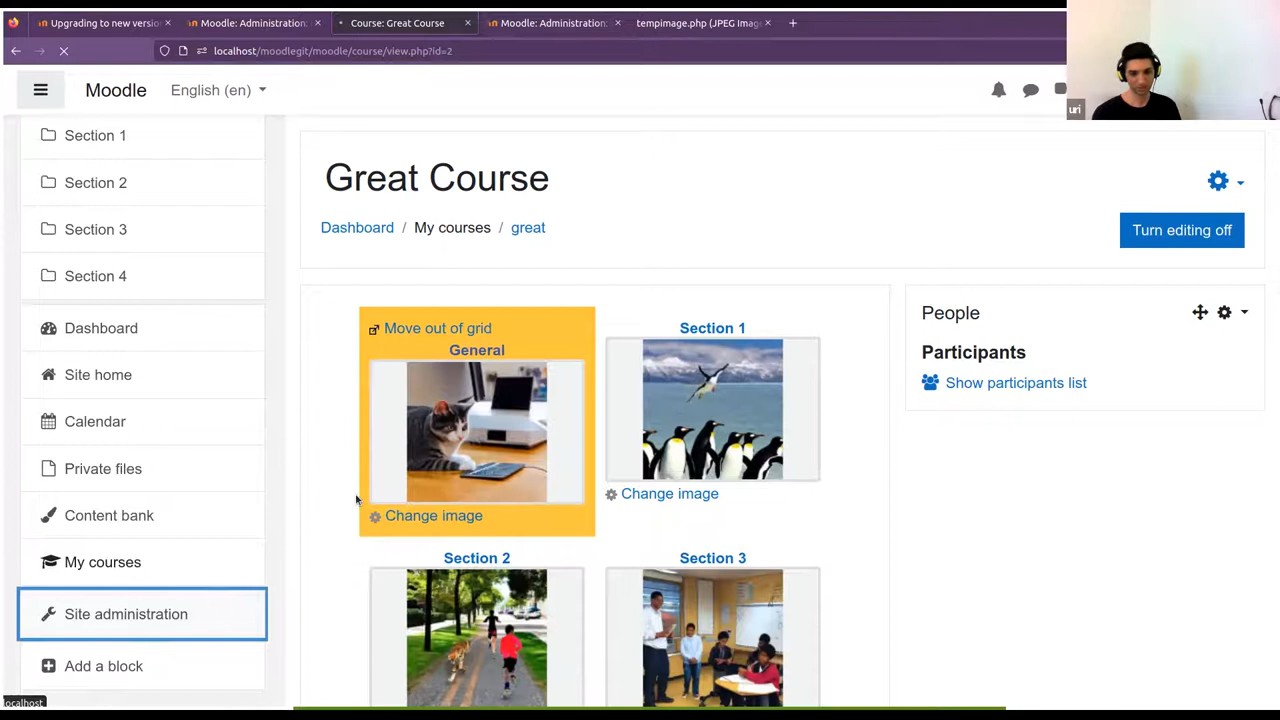 Upgrading to new versio
Moodle: Administration:
Course: Great Course
Moodle: Administration:
tempimage.php (JPEG Imag
localhost/moodlegit/moodle/course/view.php?id=2
uri
Moodle
English (en)
Section 1
Section 2
Section 3
Section 4
Dashboard
Site home
Calendar
Private files
Content bank
My courses
Site administration
Add a block
Great Course
Dashboard / My courses / great
Turn editing off
Move out of grid
General
Change image
Section 1
Change image
Section 2
Section 3
People
Participants
Show participants list
localhost